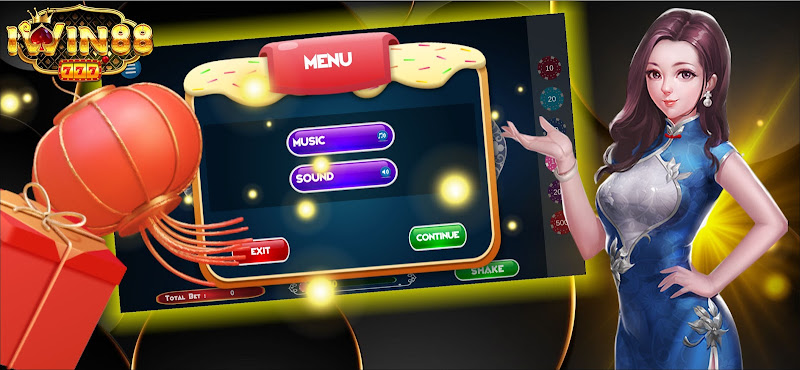 IWIN88
777
MENU
MUSIC
SOUND
EXIT
CONTINUE
SHAKE
Total Bet : 0
10
20
500